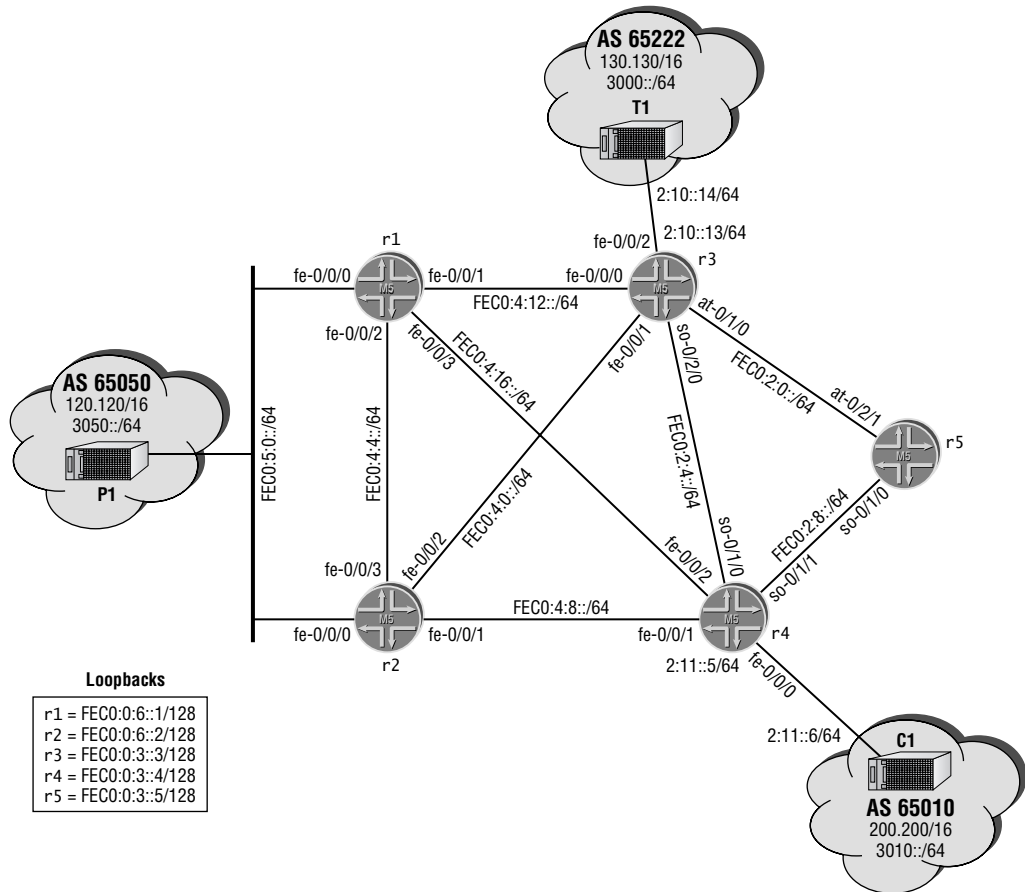 AS 65222
130.130/16
3000::/64
T1
2:10::14/64
2:10::13/64
fe-0/0/2
r1
r3
fe-0/0/0
fe-0/0/1
fe-0/0/0
M5
M5
FEC0:4:12::/64
at-0/1/0
fe-0/0/2
fe-0/0/3
fe-0/0/1
so-0/2/0
FEC0:4:16::/64
FEC0:2:0::/64
at-0/2/1
AS 65050
120.120/16
3050::/64
P1
FEC0:5:0::/64
FEC0:4:4::/64
FEC0:4:0::/64
FEC0:2:4::/64
r5
M5
FEC0:2:8::/64
so-0/1/0
fe-0/0/3
fe-0/0/2
fe-0/0/2
so-0/1/0
so-0/1/1
FEC0:4:8::/64
M5
M5
fe-0/0/0
fe-0/0/1
fe-0/0/1
r4
r2
2:11::5/64
fe-0/0/0
Loopbacks
r1 = FEC0:0:6::1/128
r2 = FEC0:0:6::2/128
r3 = FEC0:0:3::3/128
r4 = FEC0:0:3::4/128
r5 = FEC0:0:3::5/128
2:11::6/64
C1
AS 65010
200.200/16
3010::/64